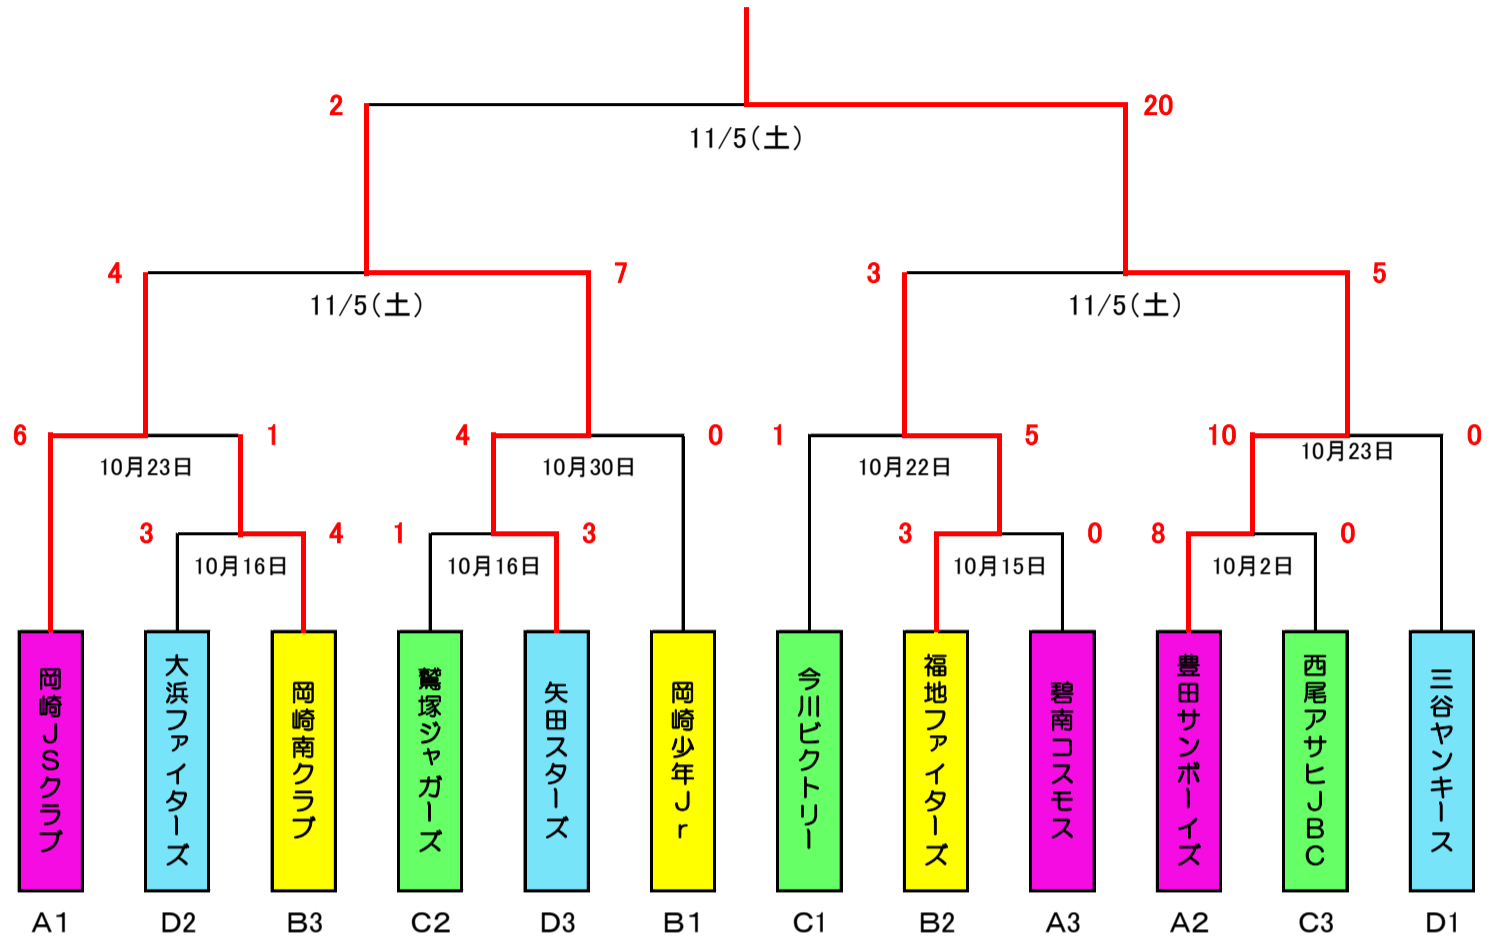 2
20
11/5(土)
4
7
3
5
11/5(土)
11/5(土)
6
1
4
0
1
5
10
0
10月23日
10月30日
10月22日
10月23日
3
4
1
3
3
0
8
0
10月16日
10月16日
10月15日
10月2日
岡崎JSクラブ
大浜ファイターズ
岡崎南クラブ
鷲塚ジャガーズ
矢田スターズ
岡崎少年Jr
今川ビクトリー
福地ファイターズ
碧南コスモス
豊田サンボーイズ
西尾アサヒJBC
三谷ヤンキース
A1
D2
B3
C2
D3
B1
C1
B2
A3
A2
C3
D1